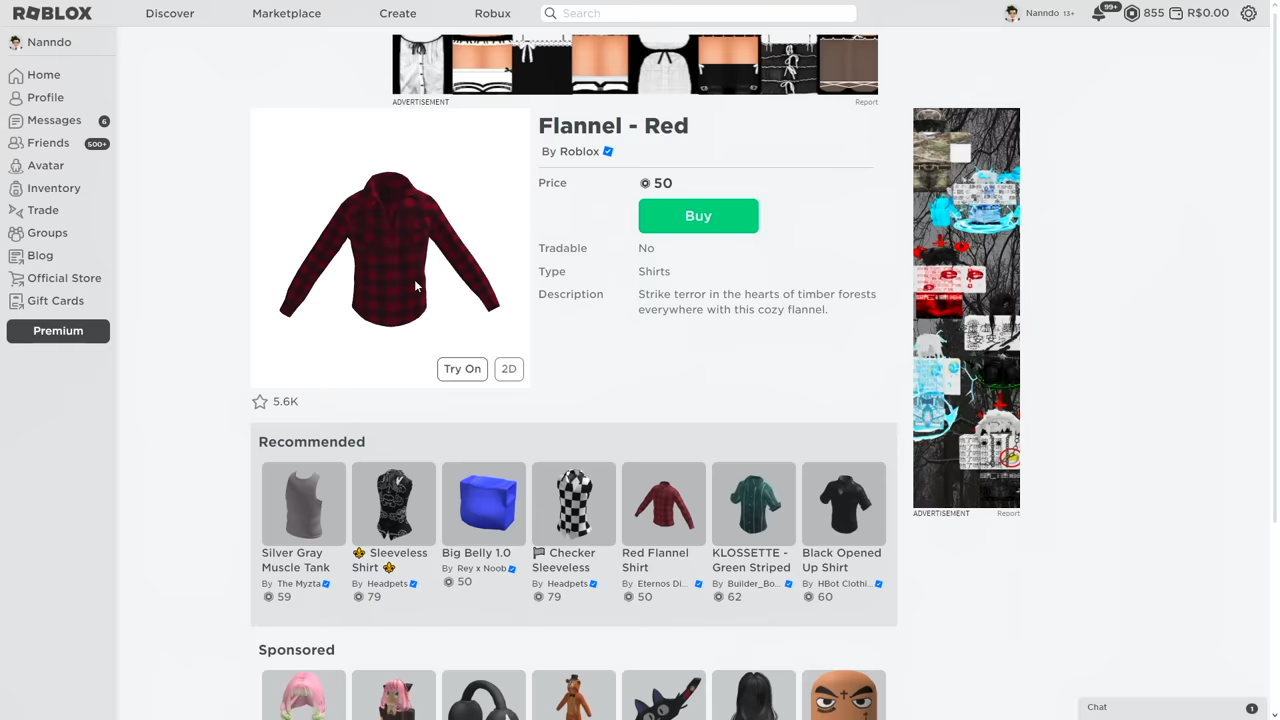 ROBLOX
Discover
Marketplace
Create
Robux
Search
Nanndo 13+
99+
855
R$0.00
Nanndo
Home
Profile
Messages 6
Friends 500+
Avatar
Inventory
Trade
Groups
Blog
Official Store
Gift Cards
Premium
ADVERTISEMENT
Report
Flannel - Red
By Roblox
Price 50
Buy
Tradable No
Type Shirts
Description Strike terror in the hearts of timber forests
everywhere with this cozy flannel.
Try On
2D
5.6K
ADVERTISEMENT
Report
Recommended
Silver Gray
Muscle Tank
By The Myzta
59
Sleeveless
Shirt
By Headpets
79
Big Belly 1.0
By Rey x Noob
50
Checker
Sleeveless
By Headpets
79
Red Flannel
Shirt
By Eternos Di...
50
KLOSSETTE -
Green Striped
By Builder_Bo...
62
Black Opened
Up Shirt
By HBot Clothi...
60
Sponsored
Chat 1